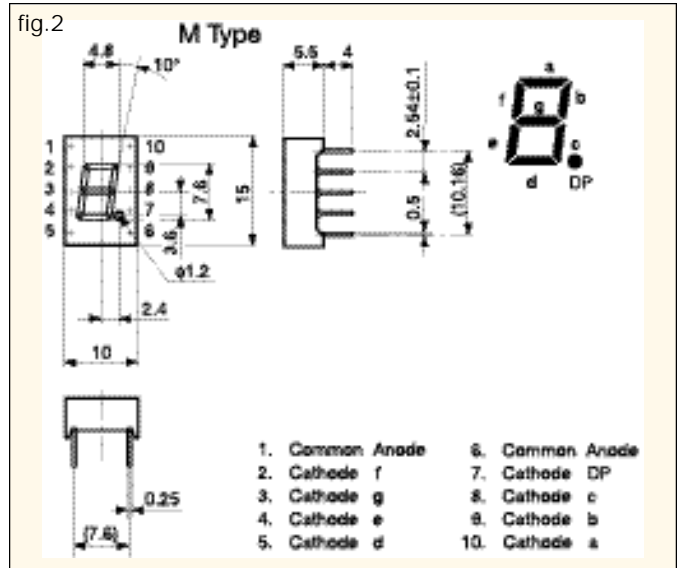 fig.2
M Type
4.8
10°
5.5
4
2.54±0.1
a
f
b
g
e
c
d
DP
1
10
2
9
3
8
4
7
5
6
7.6
3.6
15
0.5
(10.16)
φ1.2
2.4
10
0.25
(7.6)
1. Common Anode
2. Cathode f
3. Cathode g
4. Cathode e
5. Cathode d
6. Common Anode
7. Cathode DP
8. Cathode c
9. Cathode b
10. Cathode a